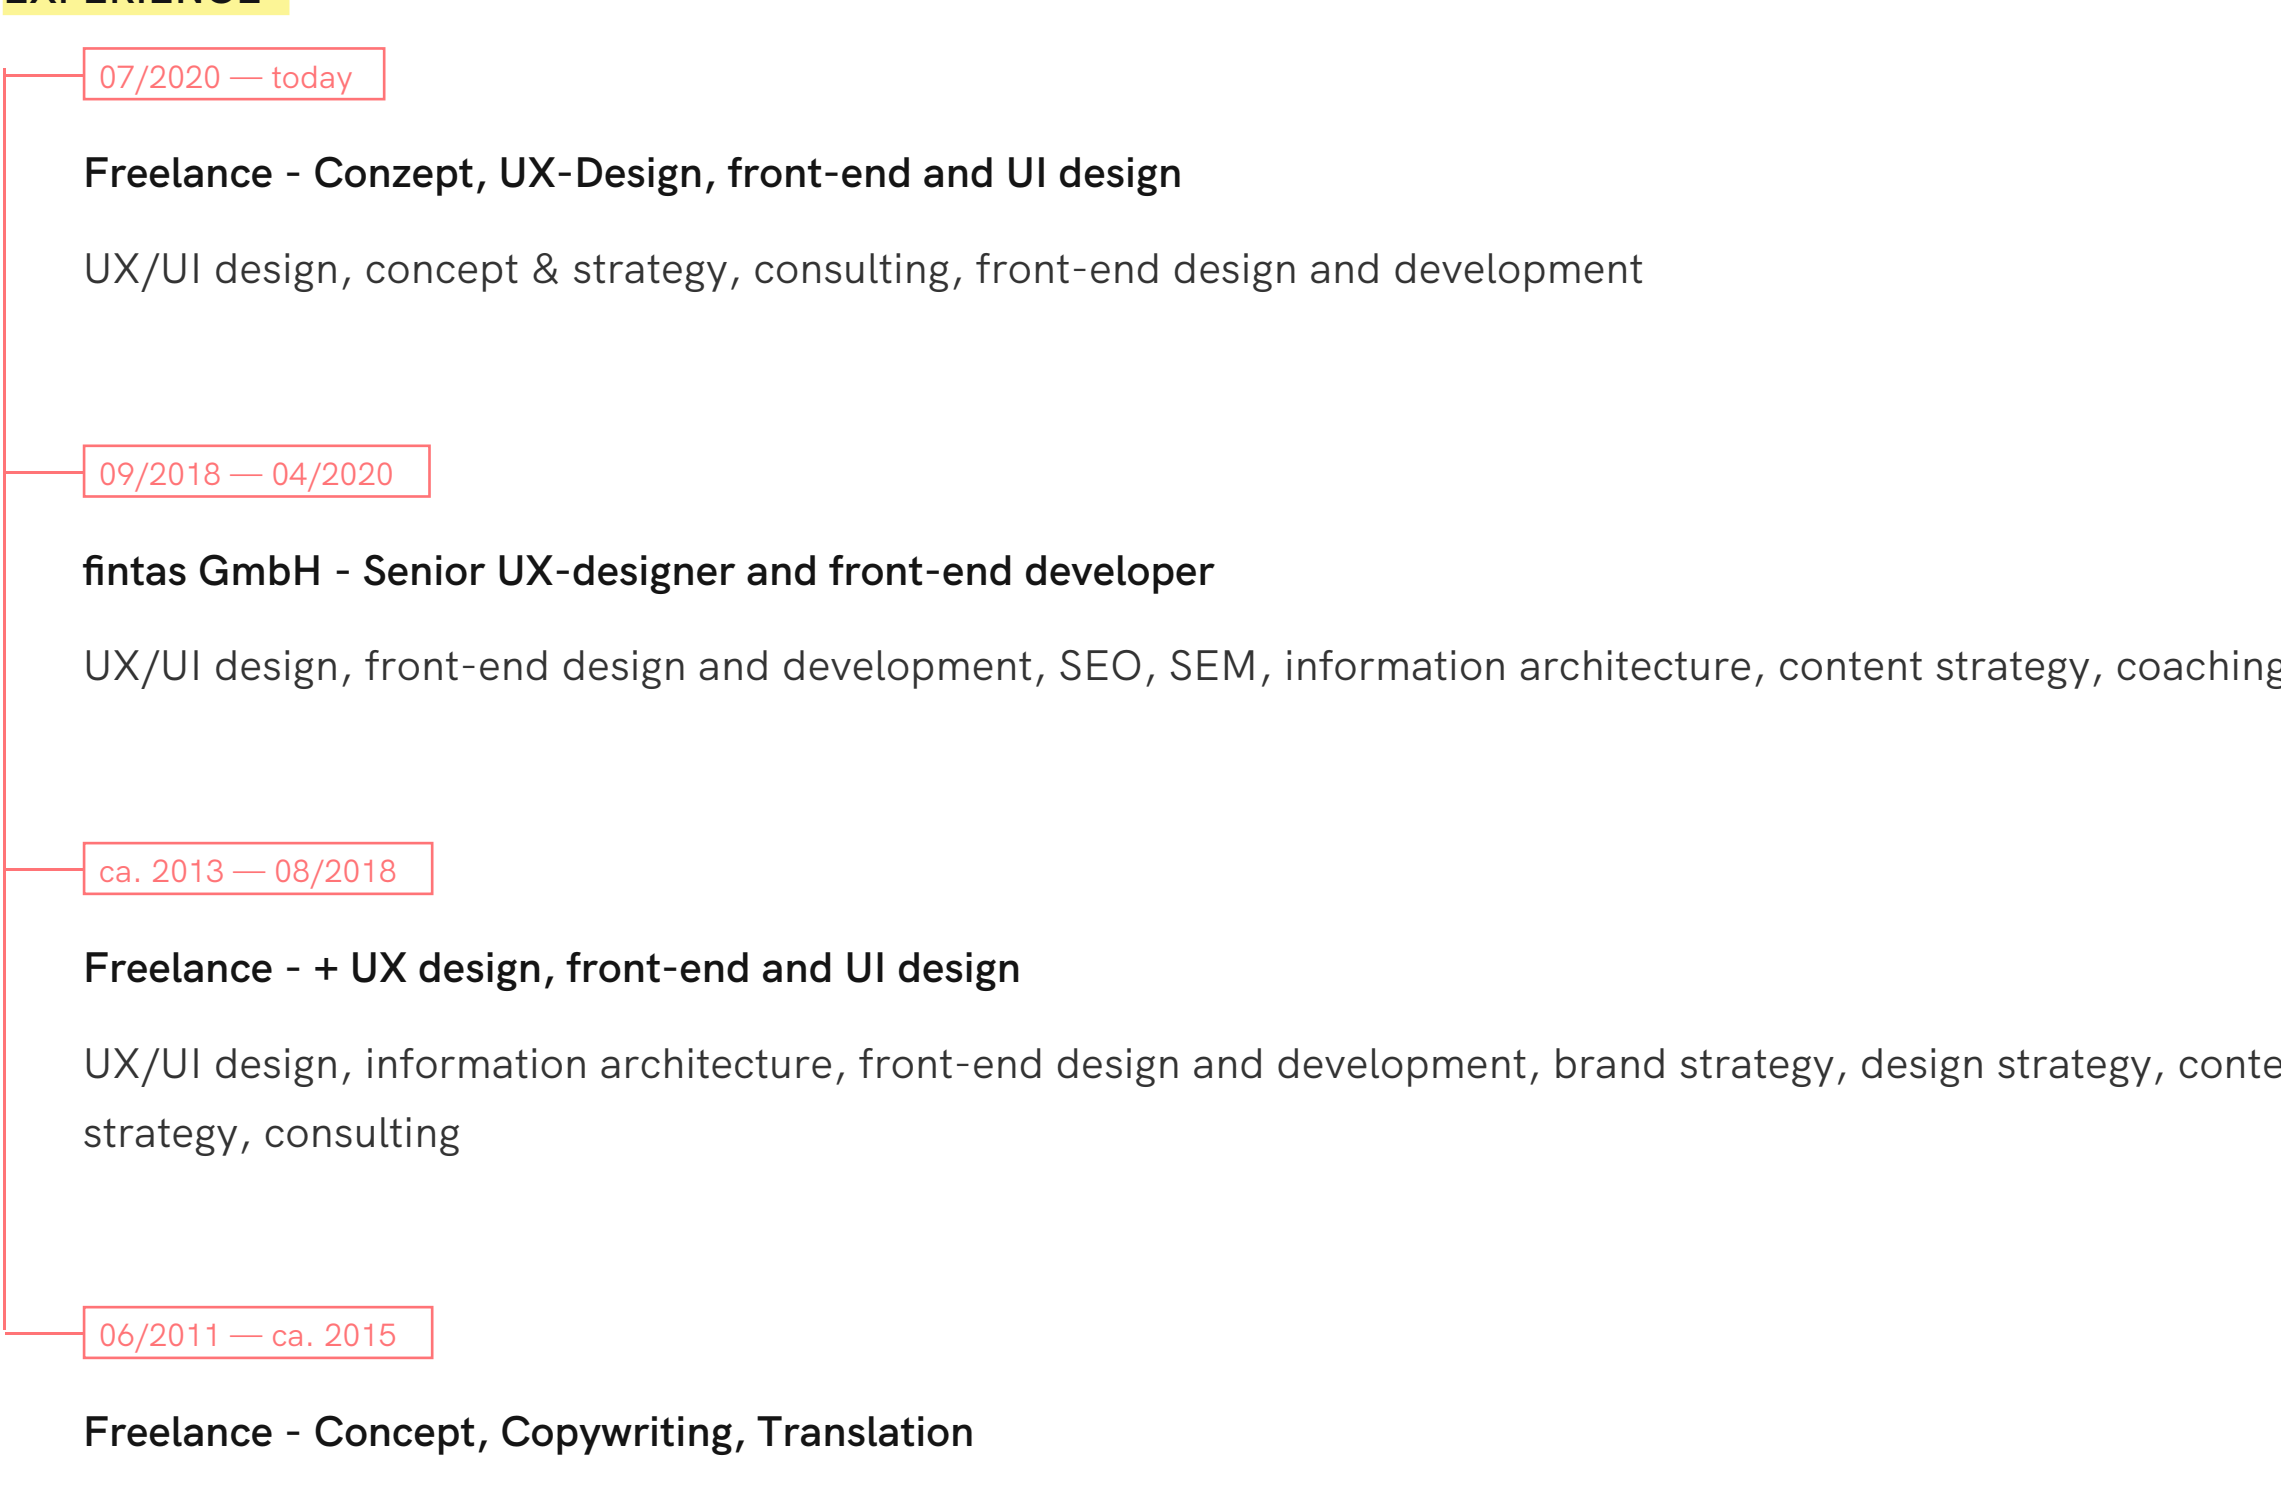 EXPERIENCE
07/2020 — today
Freelance - Conzept, UX-Design, front-end and UI design
UX/UI design, concept & strategy, consulting, front-end design and development
09/2018 — 04/2020
fintas GmbH - Senior UX-designer and front-end developer
UX/UI design, front-end design and development, SEO, SEM, information architecture, content strategy, coaching
ca. 2013 — 08/2018
Freelance - + UX design, front-end and UI design
UX/UI design, information architecture, front-end design and development, brand strategy, design strategy, conte
strategy, consulting
06/2011 — ca. 2015
Freelance - Concept, Copywriting, Translation